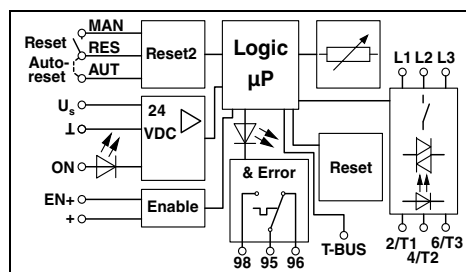 MAN
Reset
RES
Auto-
reset
AUT
Reset2
Logic
µP
L1 L2 L3
Us
⊥
24
VDC
ON
EN+
+
Enable
& Error
Reset
98 95 96
T-BUS
2/T1 6/T3
4/T2